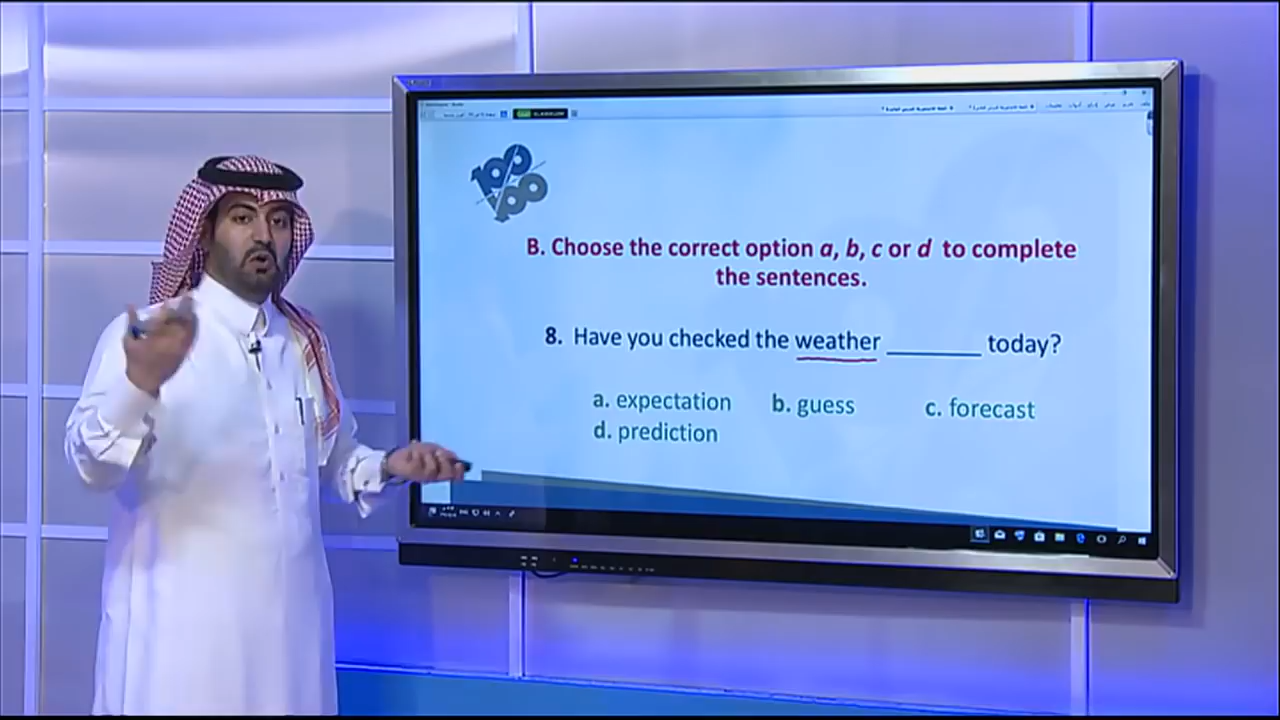 100
100
B. Choose the correct option a, b, c or d to complete
the sentences.
8. Have you checked the weather ________ today?
a. expectation b. guess c. forecast
d. prediction